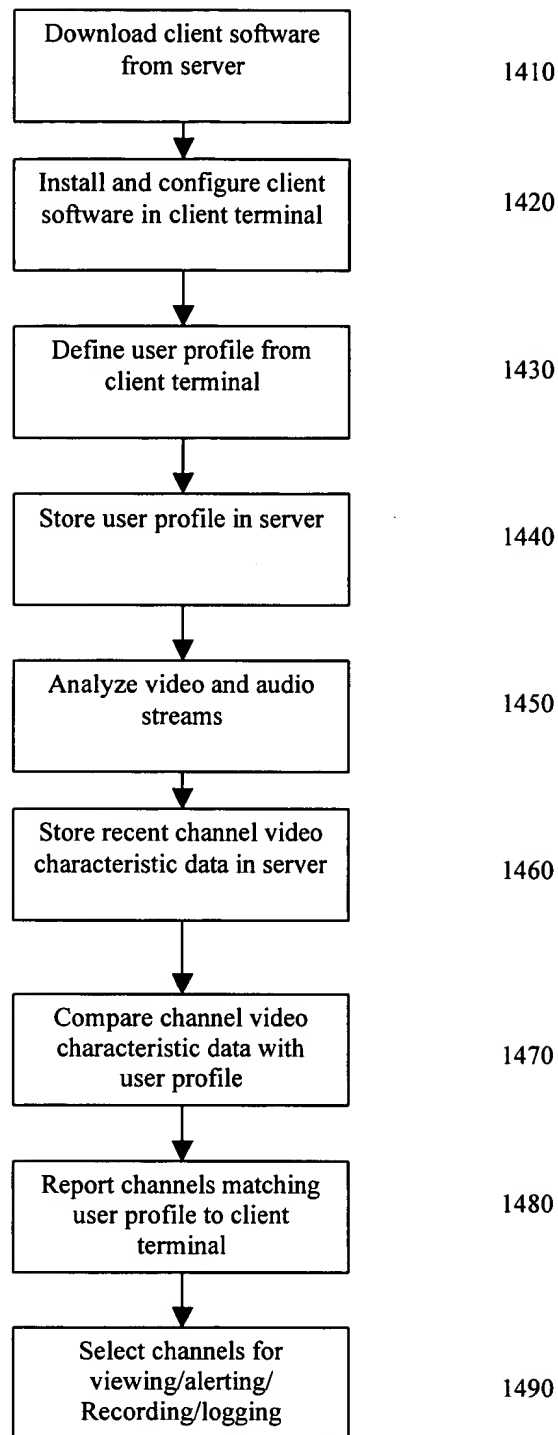 Download client software
from server
1410
Install and configure client
software in client terminal
1420
Define user profile from
client terminal
1430
Store user profile in server
1440
Analyze video and audio
streams
1450
Store recent channel video
characteristic data in server
1460
Compare channel video
characteristic data with
user profile
1470
Report channels matching
user profile to client
terminal
1480
Select channels for
viewing/alerting/
Recording/logging
1490